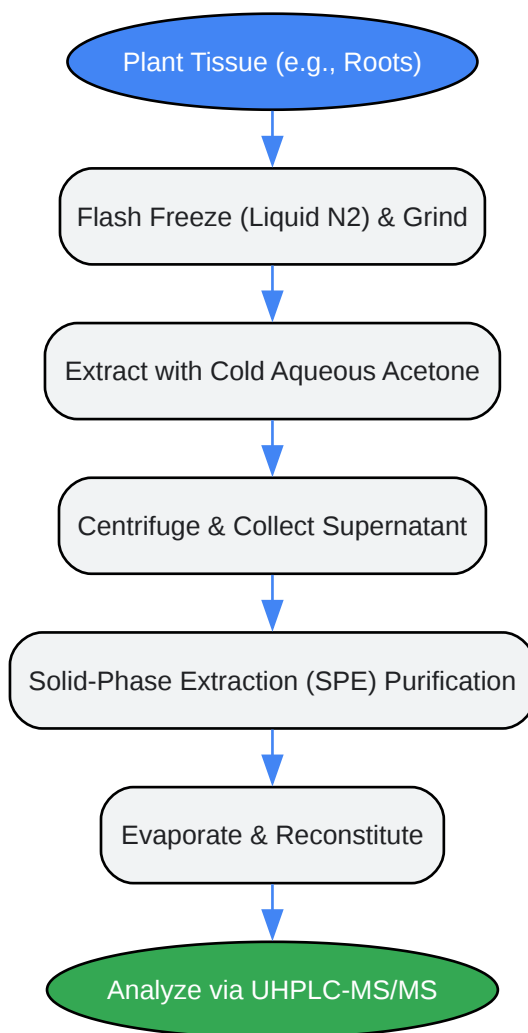 Plant Tissue (e.g., Roots)
Flash Freeze (Liquid N2) & Grind
Extract with Cold Aqueous Acetone
Centrifuge & Collect Supernatant
Solid-Phase Extraction (SPE) Purification
Evaporate & Reconstitute
Analyze via UHPLC-MS/MS